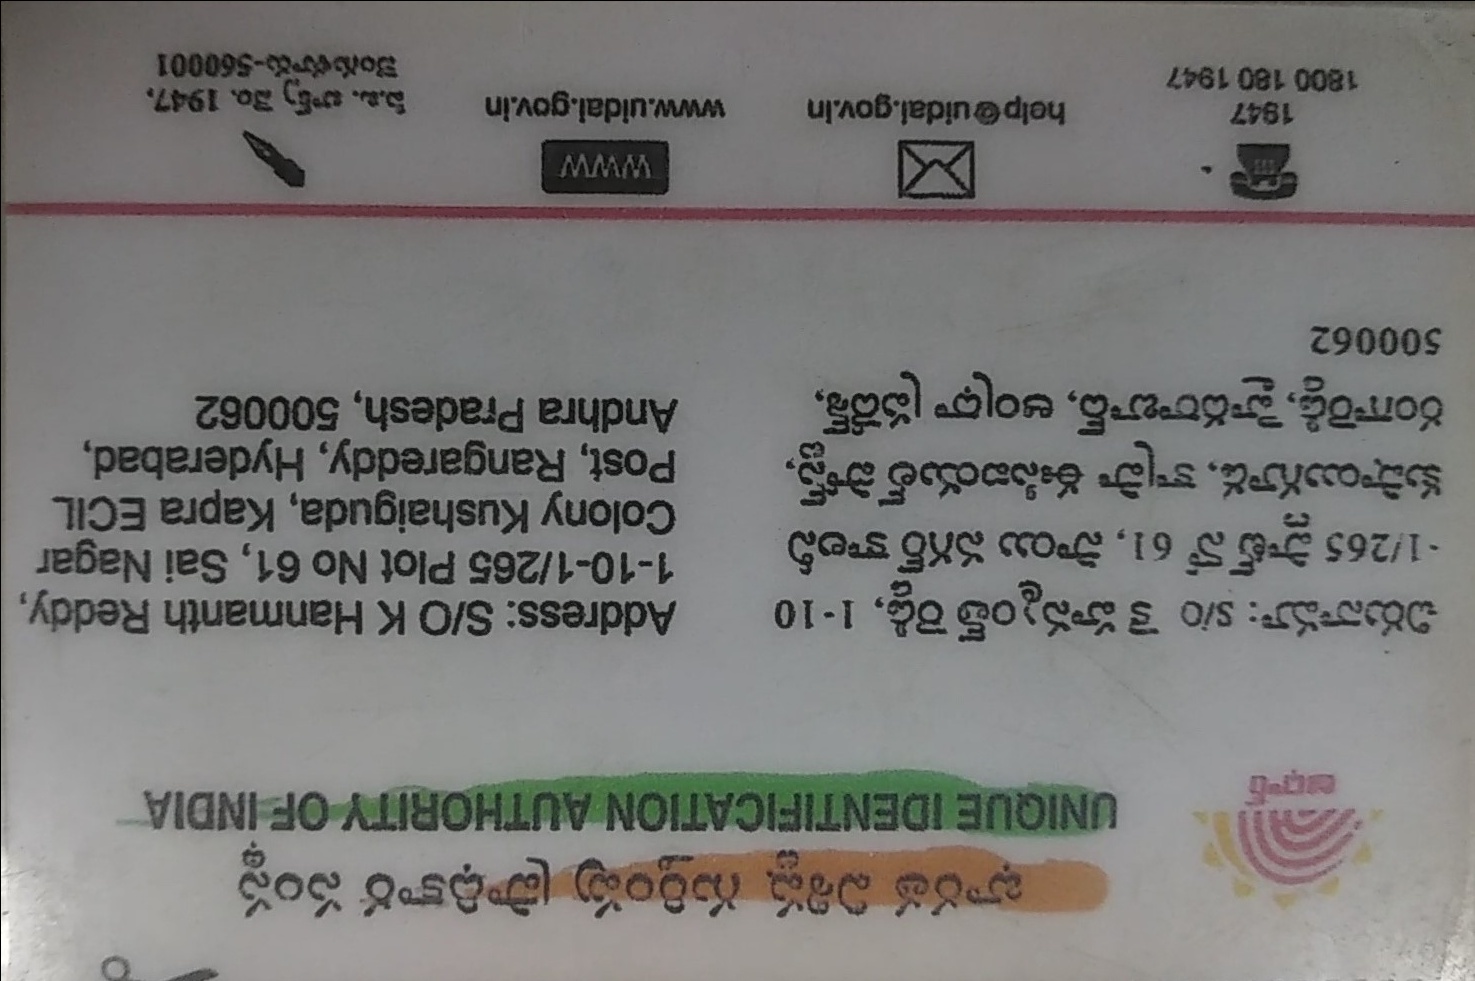 భారత విశిష్ట గుర్తింపు ప్రాధికార సంస్థ
UNIQUE IDENTIFICATION AUTHORITY OF INDIA
ఆధార్
చిరునామా: S/O కె హన్మంత్ రెడ్డి, 1-10
-1/265 ప్లాట్ నో 61, సాయి నగర్ కాలనీ
కుషాయిగూడ, కాప్రా ఈసిఐయల్ పోస్ట్,
రంగారెడ్డి, హైదరాబాద్, ఆంధ్రా ప్రదేశ్,
500062
Address: S/O K Hanmanth Reddy,
1-10-1/265 Plot No 61, Sai Nagar
Colony Kushaiguda, Kapra ECIL
Post, Rangareddy, Hyderabad,
Andhra Pradesh, 500062
1947
1800 180 1947
help@uidai.gov.in
WWW
www.uidai.gov.in
పి.ఒ. బాక్స్ నెం. 1947,
బెంగుళూరు-560001